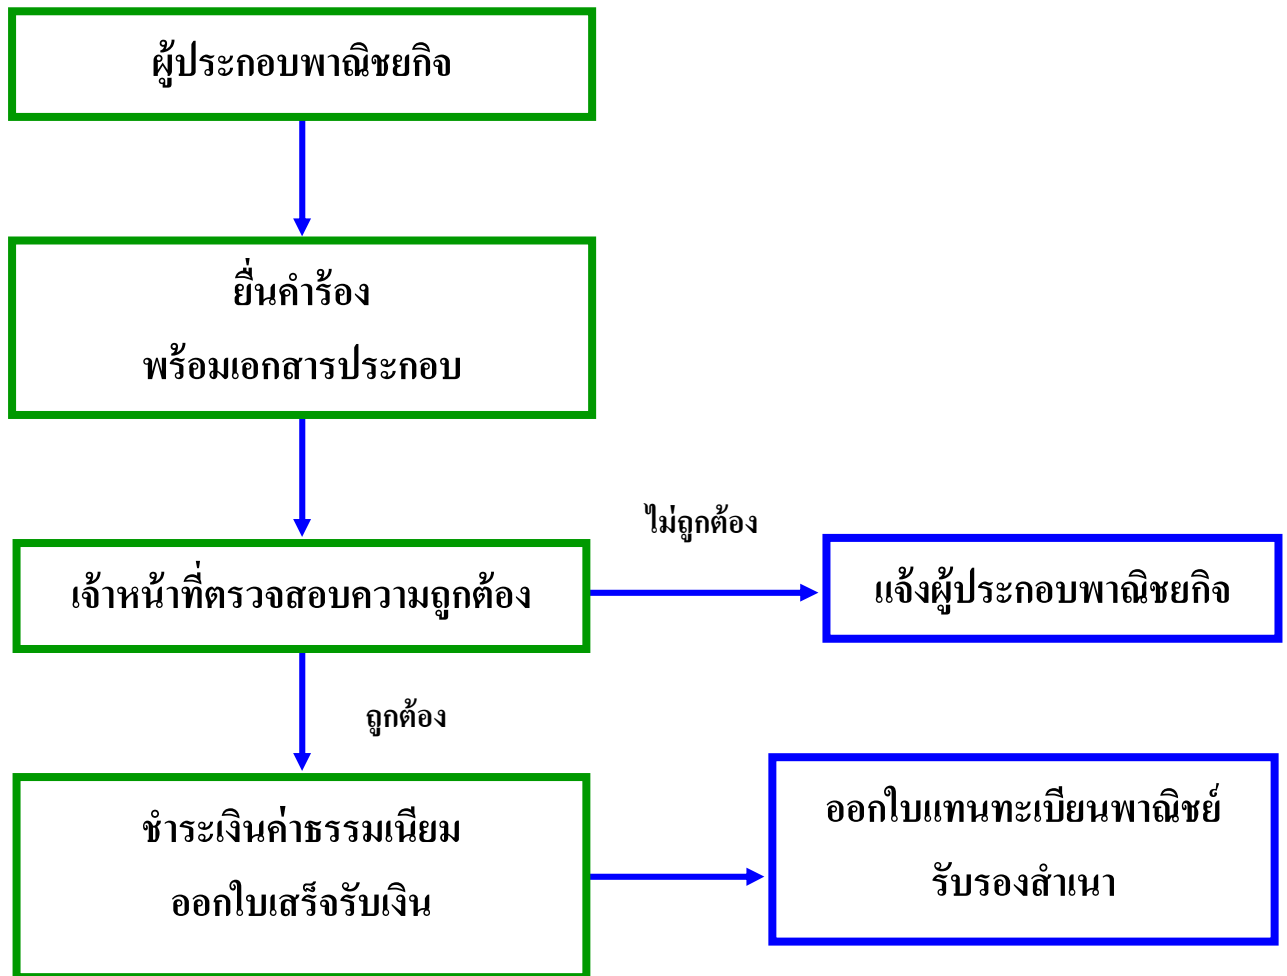 ผู้ประกอบพาณิชยกิจ
ยื่นคำร้อง
พร้อมเอกสารประกอบ
ไม่ถูกต้อง
เจ้าหน้าที่ตรวจสอบความถูกต้อง
แจ้งผู้ประกอบพาณิชยกิจ
ถูกต้อง
ชำระเงินค่าธรรมเนียม
ออกใบเสร็จรับเงิน
ออกใบแทนทะเบียนพาณิชย์
รับรองสำเนา